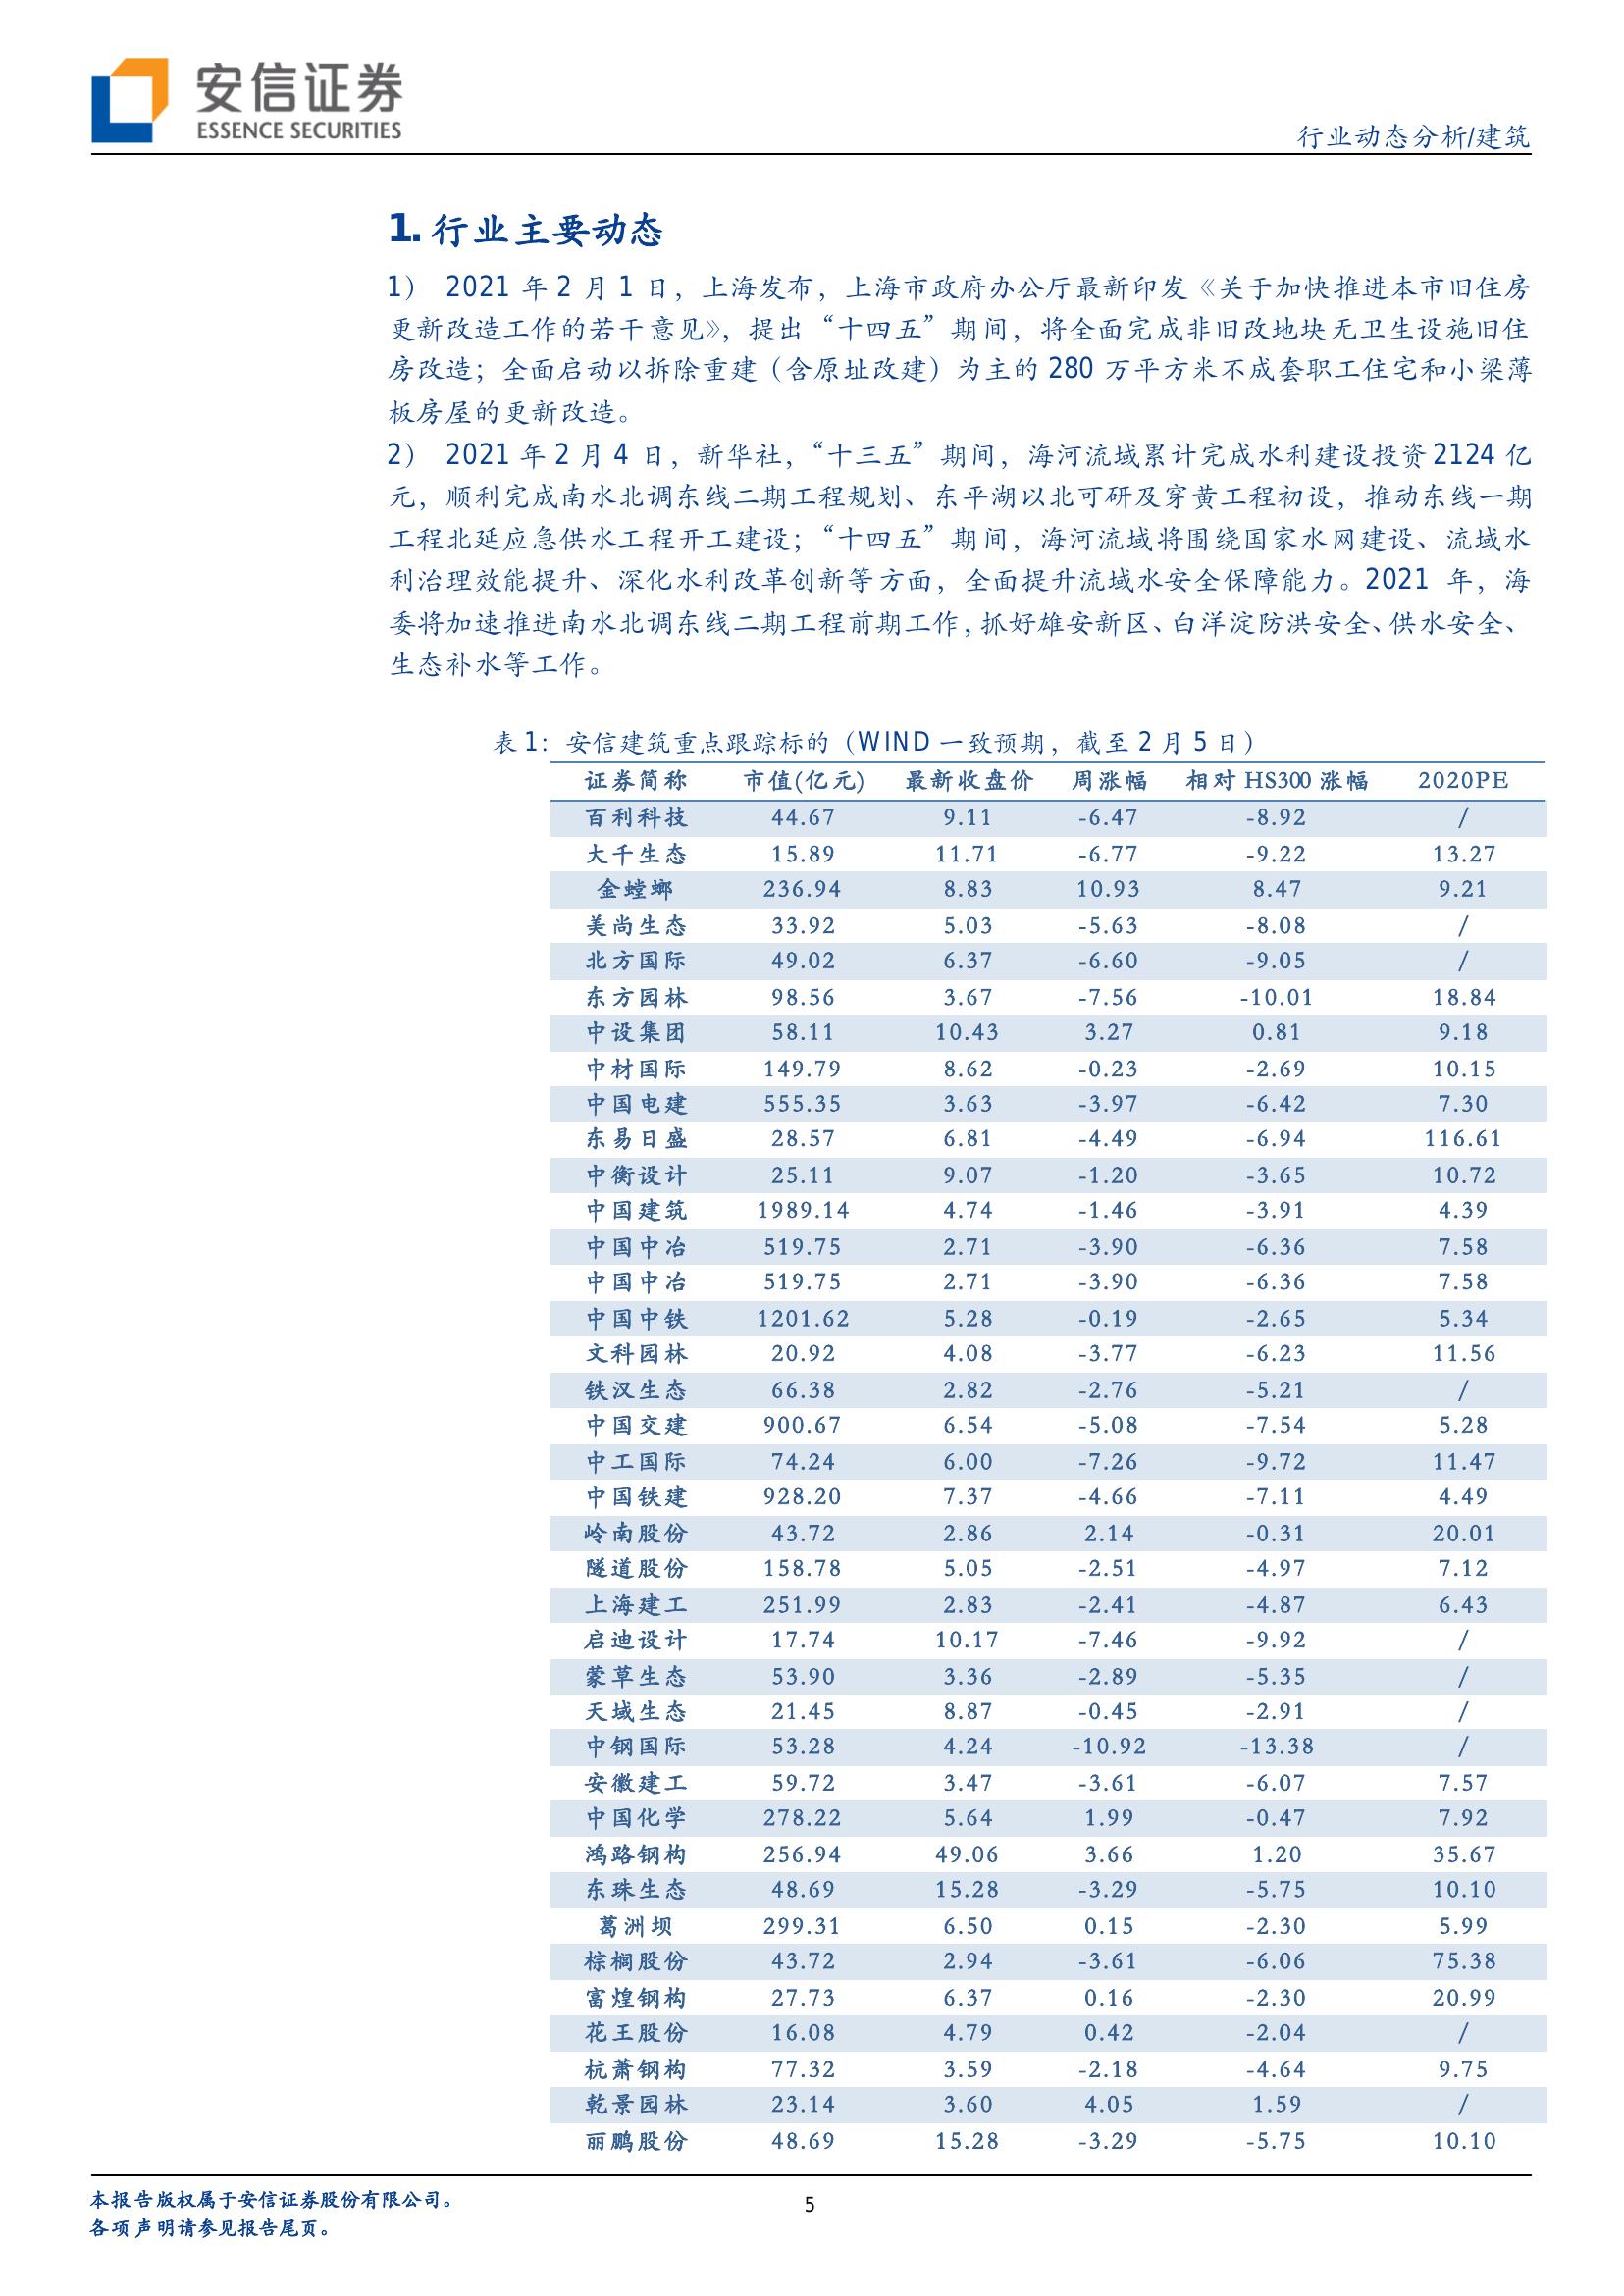 安信证券
ESSENCE SECURITIES
行业动态分析/建筑
1. 行业主要动态
1） 2021 年 2 月 1 日，上海发布，上海市政府办公厅最新印发《关于加快推进本市旧住房
更新改造工作的若干意见》，提出“十四五”期间，将全面完成非旧改地块无卫生设施旧住
房改造；全面启动以拆除重建（含原址改建）为主的 280 万平方米不成套职工住宅和小梁薄
板房屋的更新改造。
2） 2021 年 2 月 4 日，新华社，“十三五”期间，海河流域累计完成水利建设投资 2124 亿
元，顺利完成南水北调东线二期工程规划、东平湖以北可研及穿黄工程初设，推动东线一期
工程北延应急供水工程开工建设；“十四五”期间，海河流域将围绕国家水网建设、流域水
利治理效能提升、深化水利改革创新等方面，全面提升流域水安全保障能力。2021 年，海
委将加速推进南水北调东线二期工程前期工作，抓好雄安新区、白洋淀防洪安全、供水安全、
生态补水等工作。
表 1：安信建筑重点跟踪标的（WIND 一致预期，截至 2 月 5 日）
证券简称 市值(亿元) 最新收盘价 周涨幅 相对 HS300 涨幅 2020PE
百利科技 44.67 9.11 -6.47 -8.92 /
大千生态 15.89 11.71 -6.77 -9.22 13.27
金螳螂 236.94 8.83 10.93 8.47 9.21
美尚生态 33.92 5.03 -5.63 -8.08 /
北方国际 49.02 6.37 -6.60 -9.05 /
东方园林 98.56 3.67 -7.56 -10.01 18.84
中设集团 58.11 10.43 3.27 0.81 9.18
中材国际 149.79 8.62 -0.23 -2.69 10.15
中国电建 555.35 3.63 -3.97 -6.42 7.30
东易日盛 28.57 6.81 -4.49 -6.94 116.61
中衡设计 25.11 9.07 -1.20 -3.65 10.72
中国建筑 1989.14 4.74 -1.46 -3.91 4.39
中国中冶 519.75 2.71 -3.90 -6.36 7.58
中国中冶 519.75 2.71 -3.90 -6.36 7.58
中国中铁 1201.62 5.28 -0.19 -2.65 5.34
文科园林 20.92 4.08 -3.77 -6.23 11.56
铁汉生态 66.38 2.82 -2.76 -5.21 /
中国交建 900.67 6.54 -5.08 -7.54 5.28
中工国际 74.24 6.00 -7.26 -9.72 11.47
中国铁建 928.20 7.37 -4.66 -7.11 4.49
岭南股份 43.72 2.86 2.14 -0.31 20.01
隧道股份 158.78 5.05 -2.51 -4.97 7.12
上海建工 251.99 2.83 -2.41 -4.87 6.43
启迪设计 17.74 10.17 -7.46 -9.92 /
蒙草生态 53.90 3.36 -2.89 -5.35 /
天域生态 21.45 8.87 -0.45 -2.91 /
中钢国际 53.28 4.24 -10.92 -13.38 /
安徽建工 59.72 3.47 -3.61 -6.07 7.57
中国化学 278.22 5.64 1.99 -0.47 7.92
鸿路钢构 256.94 49.06 3.66 1.20 35.67
东珠生态 48.69 15.28 -3.29 -5.75 10.10
葛洲坝 299.31 6.50 0.15 -2.30 5.99
棕榈股份 43.72 2.94 -3.61 -6.06 75.38
富煌钢构 27.73 6.37 0.16 -2.30 20.99
花王股份 16.08 4.79 0.42 -2.04 /
杭萧钢构 77.32 3.59 -2.18 -4.64 9.75
乾景园林 23.14 3.60 4.05 1.59 /
丽鹏股份 48.69 15.28 -3.29 -5.75 10.10
本报告版权属于安信证券股份有限公司。
各项声明请参见报告尾页。
5